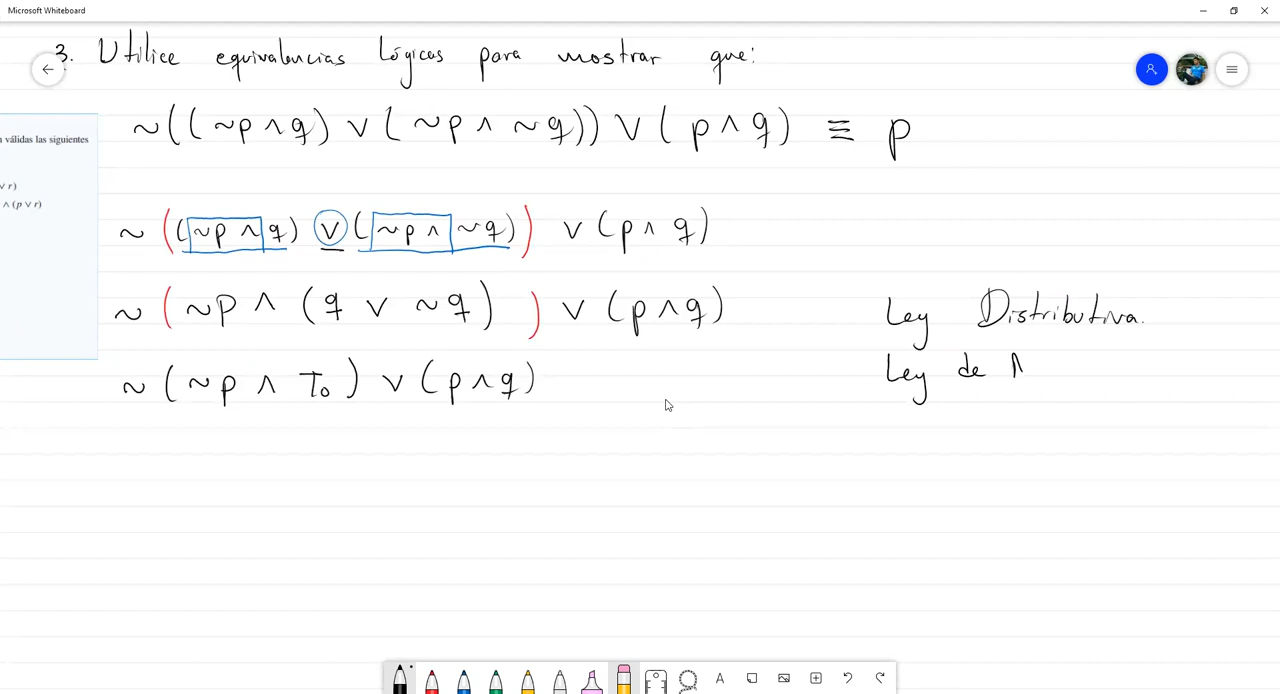 Microsoft Whiteboard
3. Utilice equivalencias lógicas para mostrar que:
~((~p ∧ q) ∨ (~p ∧ ~q)) ∨ (p ∧ q) ≡ p
n válidas las siguientes
∨ r)
∧ (p ∨ r)
~ ((~p ∧ q) ∨ (~p ∧ ~q)) ∨ (p ∧ q)
~ (~p ∧ (q ∨ ~q)) ∨ (p ∧ q) Ley Distributiva.
~ (~p ∧ T₀) ∨ (p ∧ q) Ley de